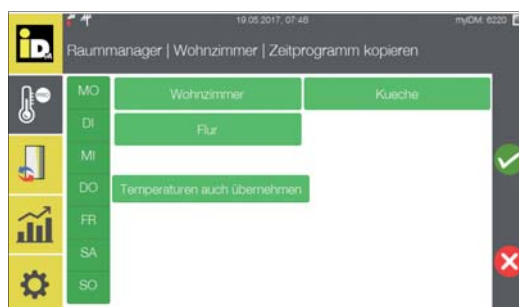 iD
19.05.2017, 07:46
myiDM: 6220
Raummanager | Wohnzimmer | Zeitprogramm kopieren
MO
Wohnzimmer
Kueche
DI
Flur
MI
DO
Temperaturen auch übernehmen
FR
SA
SO